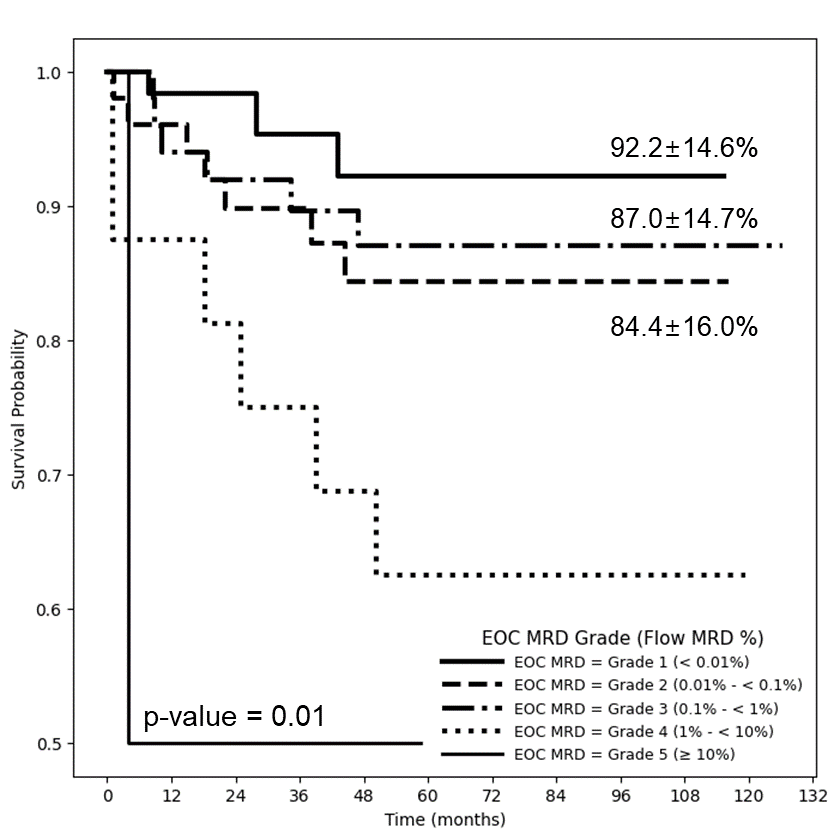 1.0
0.9
0.8
0.7
0.6
0.5
Survival Probability
92.2±14.6%
87.0±14.7%
84.4±16.0%
p-value = 0.01
EOC MRD Grade (Flow MRD %)
EOC MRD = Grade 1 (< 0.01%)
EOC MRD = Grade 2 (0.01% - < 0.1%)
EOC MRD = Grade 3 (0.1% - < 1%)
EOC MRD = Grade 4 (1% - < 10%)
EOC MRD = Grade 5 (≥ 10%)
0 12 24 36 48 60 72 84 96 108 120 132
Time (months)